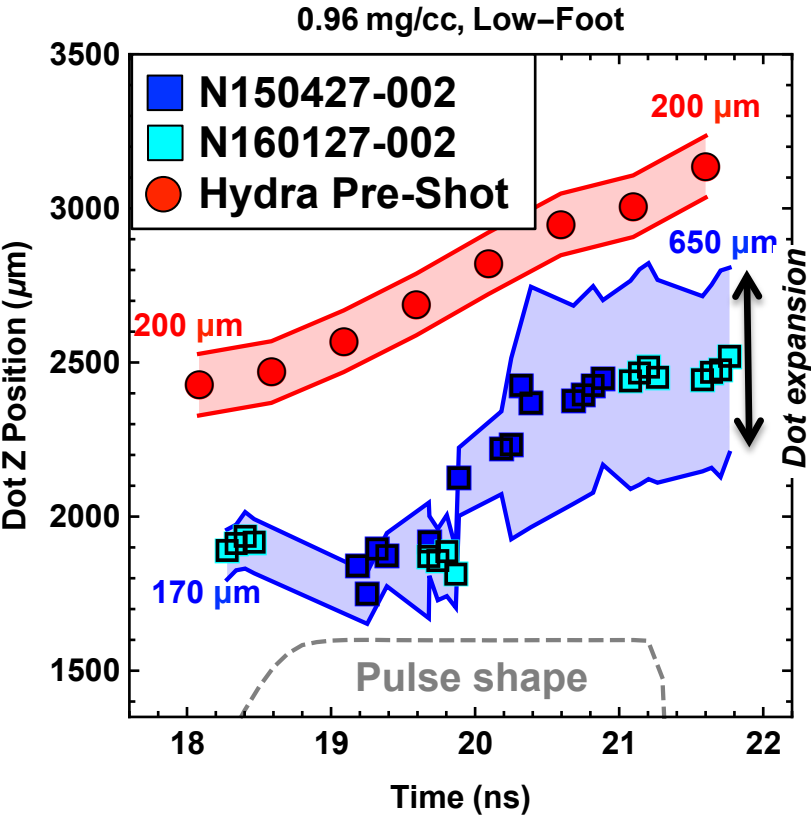 0.96 mg/cc, Low−Foot
3500
3000
2500
2000
1500
Dot Z Position (μm)
N150427-002
N160127-002
Hydra Pre-Shot
200 μm
650 μm
200 μm
170 μm
Dot expansion
Pulse shape
18 19 20 21 22
Time (ns)